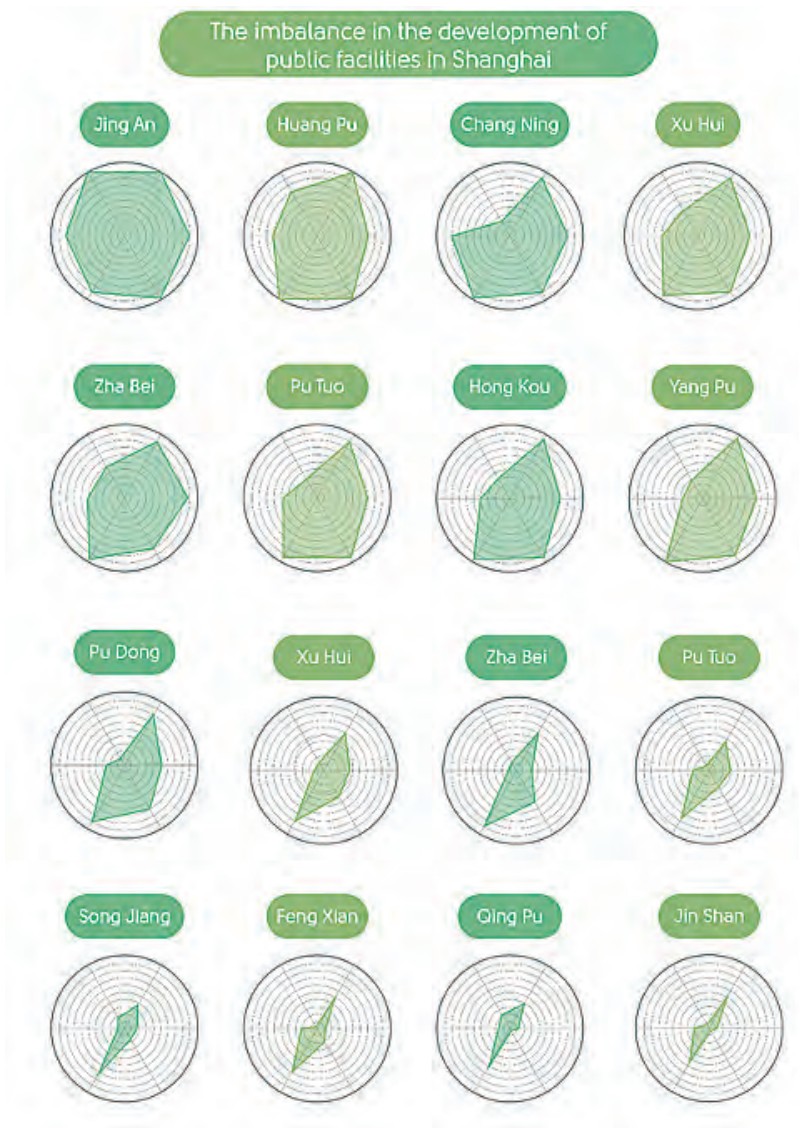 The imbalance in the development of
public facilities in Shanghai
Jing An
Huang Pu
Chang Ning
Xu Hui
Zha Bei
Pu Tuo
Hong Kou
Yang Pu
Pu Dong
Xu Hui
Zha Bei
Pu Tuo
Song Jiang
Feng Xian
Qing Pu
Jin Shan